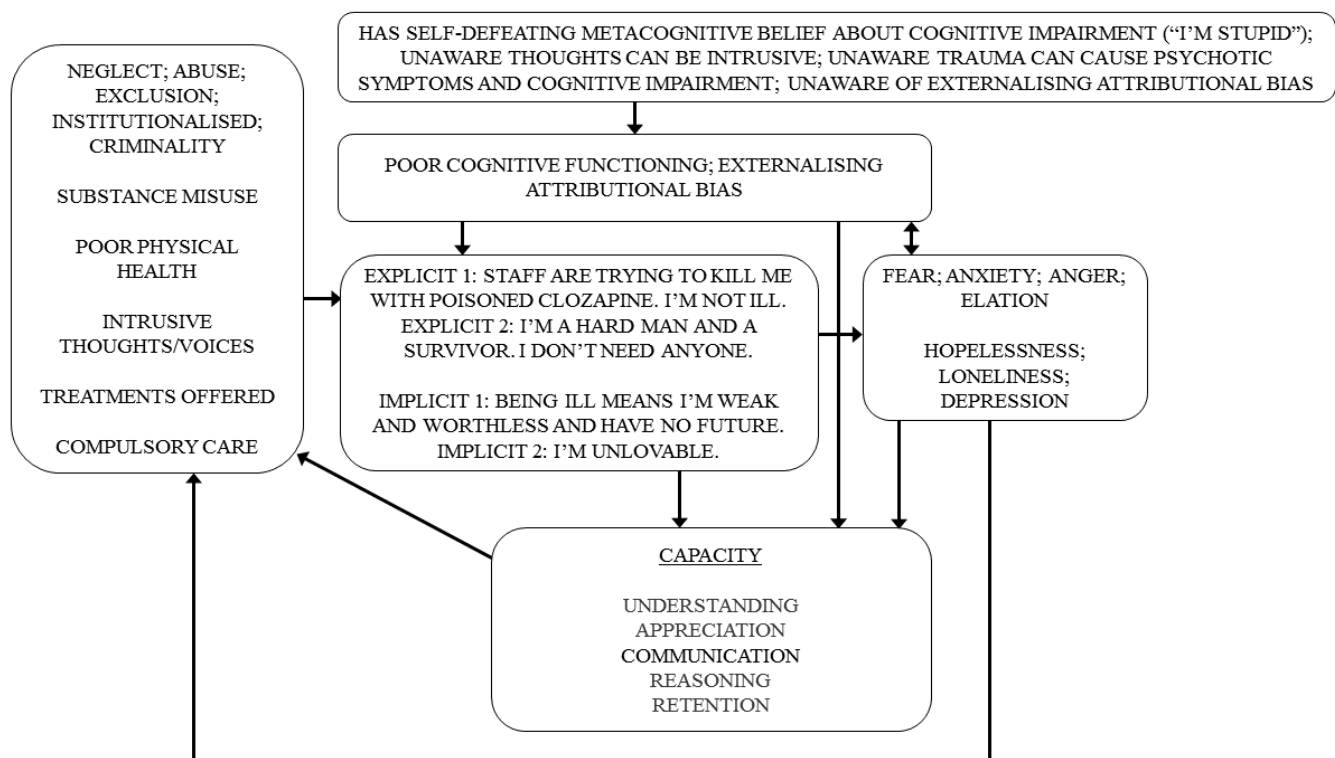 HAS SELF-DEFEATING METACOGNITIVE BELIEF ABOUT COGNITIVE IMPAIRMENT (“I’M STUPID”);
UNAWARE THOUGHTS CAN BE INTRUSIVE; UNAWARE TRAUMA CAN CAUSE PSYCHOTIC
SYMPTOMS AND COGNITIVE IMPAIRMENT; UNAWARE OF EXTERNALISING ATTRIBUTIONAL BIAS
NEGLECT; ABUSE;
EXCLUSION;
INSTITUTIONALISED;
CRIMINALITY
SUBSTANCE MISUSE
POOR PHYSICAL
HEALTH
INTRUSIVE
THOUGHTS/VOICES
TREATMENTS OFFERED
COMPULSORY CARE
POOR COGNITIVE FUNCTIONING; EXTERNALISING
ATTRIBUTIONAL BIAS
EXPLICIT 1: STAFF ARE TRYING TO KILL ME
WITH POISONED CLOZAPINE. I’M NOT ILL.
EXPLICIT 2: I’M A HARD MAN AND A
SURVIVOR. I DON’T NEED ANYONE.
IMPLICIT 1: BEING ILL MEANS I’M WEAK
AND WORTHLESS AND HAVE NO FUTURE.
IMPLICIT 2: I’M UNLOVABLE.
FEAR; ANXIETY; ANGER;
ELATION
HOPELESSNESS;
LONELINESS;
DEPRESSION
CAPACITY
UNDERSTANDING
APPRECIATION
COMMUNICATION
REASONING
RETENTION